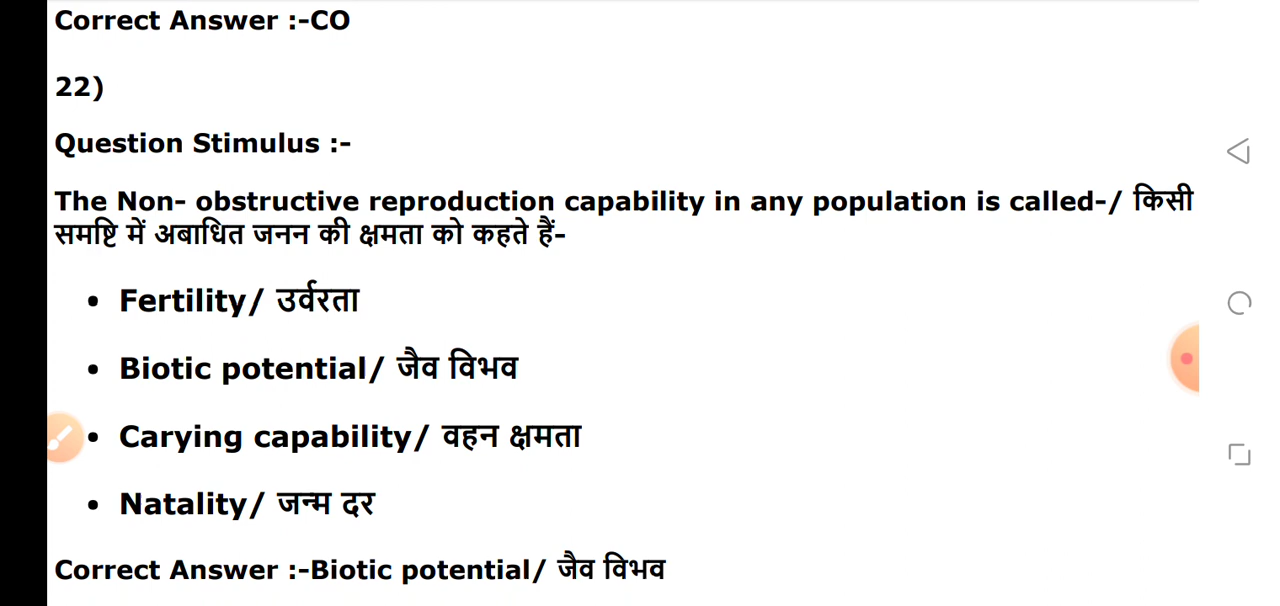 Correct Answer :-CO
22)
Question Stimulus :-
The Non- obstructive reproduction capability in any population is called-/ किसी
समष्टि में अबाधित जनन की क्षमता को कहते हैं-
• Fertility/ उर्वरता
• Biotic potential/ जैव विभव
• Carying capability/ वहन क्षमता
• Natality/ जन्म दर
Correct Answer :-Biotic potential/ जैव विभव